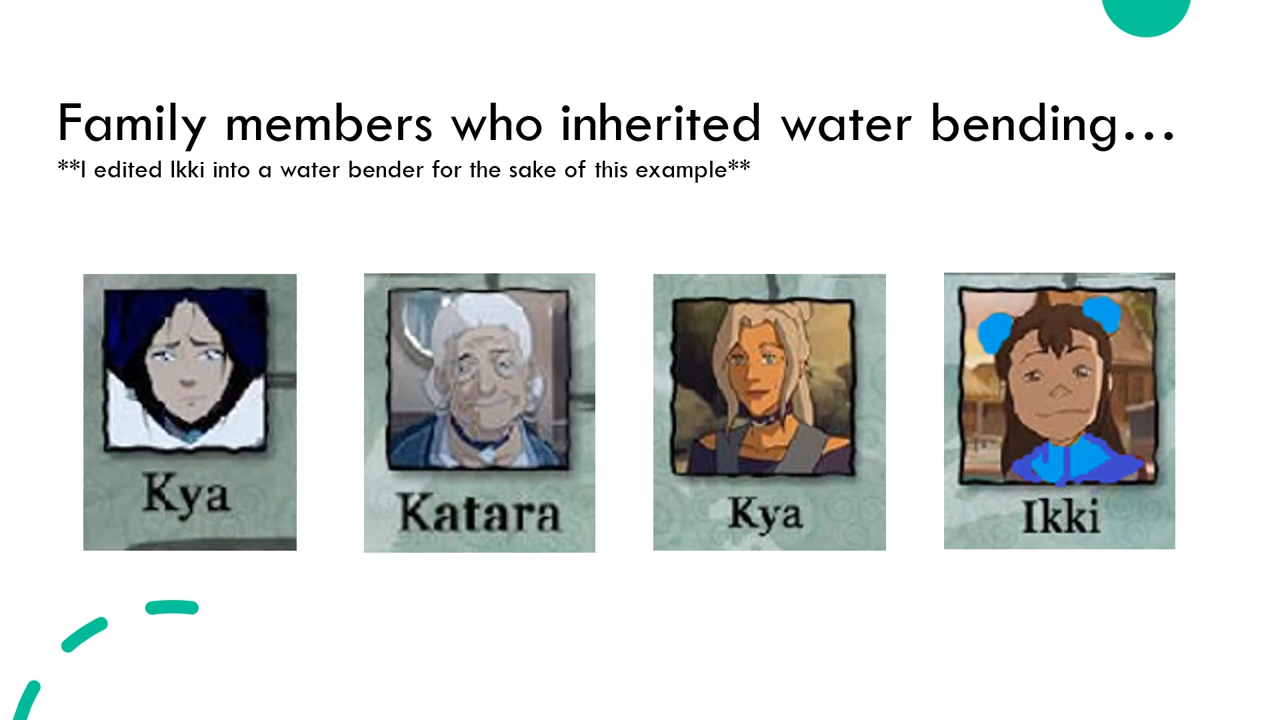 Family members who inherited water bending...
**I edited Ikki into a water bender for the sake of this example**
Kya
Katara
Kya
Ikki